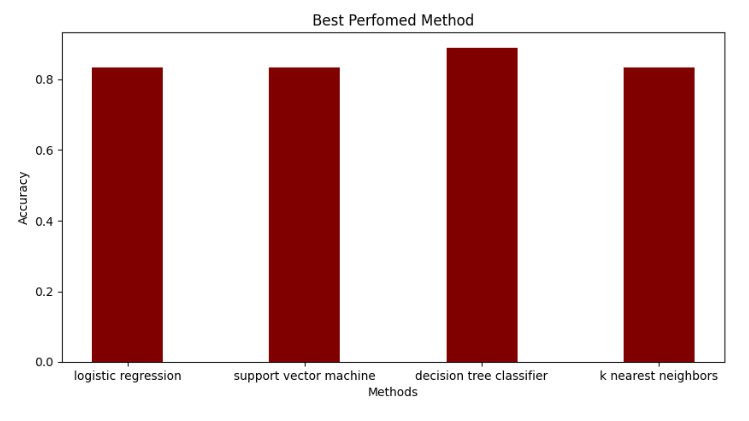 Best Perfomed Method
Accuracy
0.8
0.6
0.4
0.2
0.0
logistic regression
support vector machine
decision tree classifier
k nearest neighbors
Methods